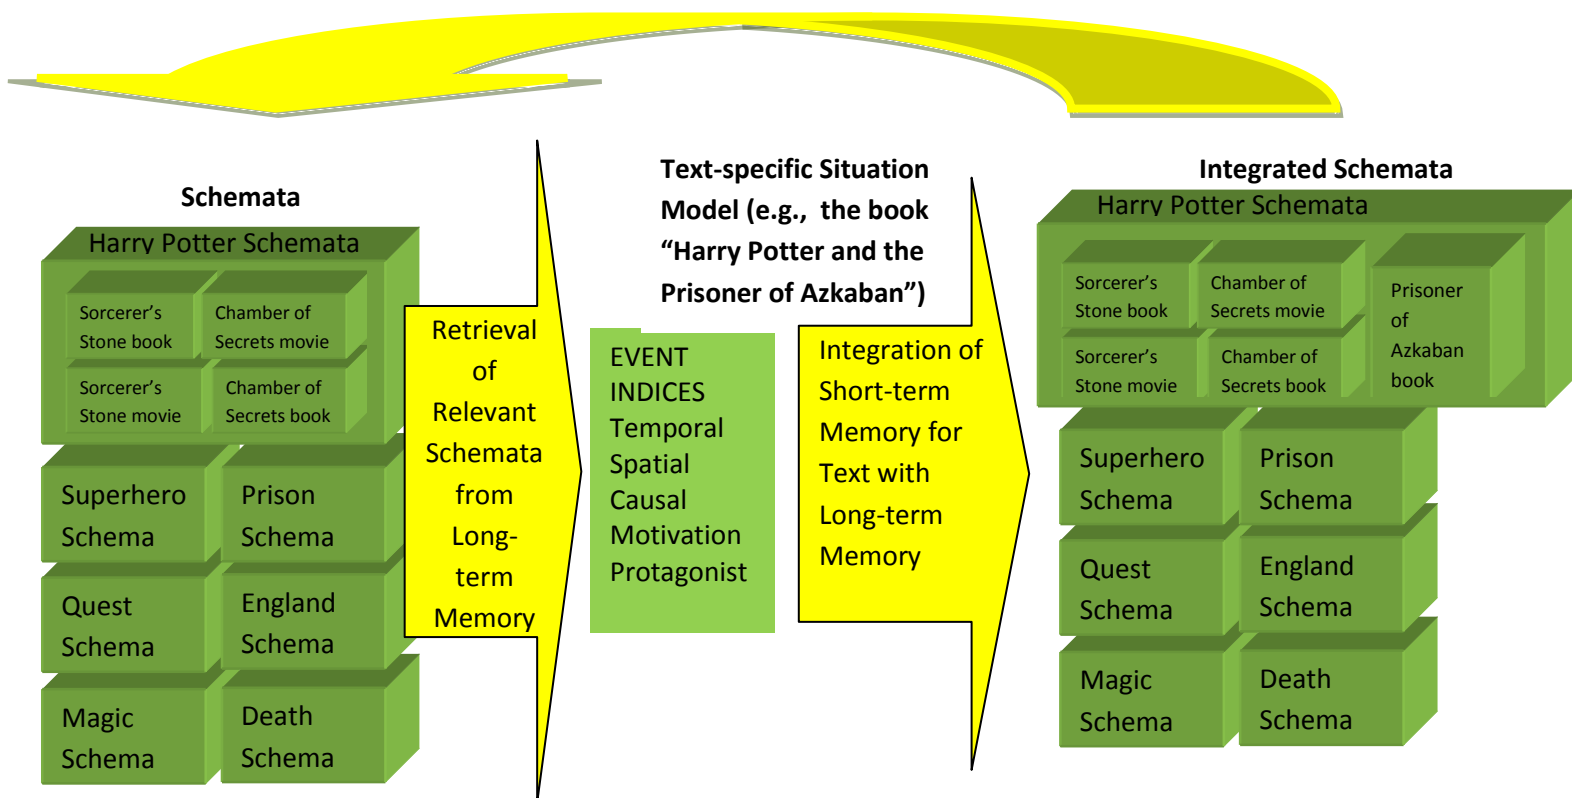 Schemata
Harry Potter Schemata
Sorcerer's
Stone book
Chamber of
Secrets movie
Sorcerer's
Stone movie
Chamber of
Secrets book
Superhero
Schema
Prison
Schema
Quest
Schema
England
Schema
Magic
Schema
Death
Schema
Retrieval
of
Relevant
Schemata
from
Long-
term
Memory
Text-specific Situation
Model (e.g.,  the book
“Harry Potter and the
Prisoner of Azkaban”)
EVENT
INDICES
Temporal
Spatial
Causal
Motivation
Protagonist
Integration of
Short-term
Memory for
Text with
Long-term
Memory
Integrated Schemata
Harry Potter Schemata
Sorcerer's
Stone book
Chamber of
Secrets movie
Sorcerer's
Stone movie
Chamber of
Secrets book
Prisoner
of
Azkaban
book
Superhero
Schema
Prison
Schema
Quest
Schema
England
Schema
Magic
Schema
Death
Schema